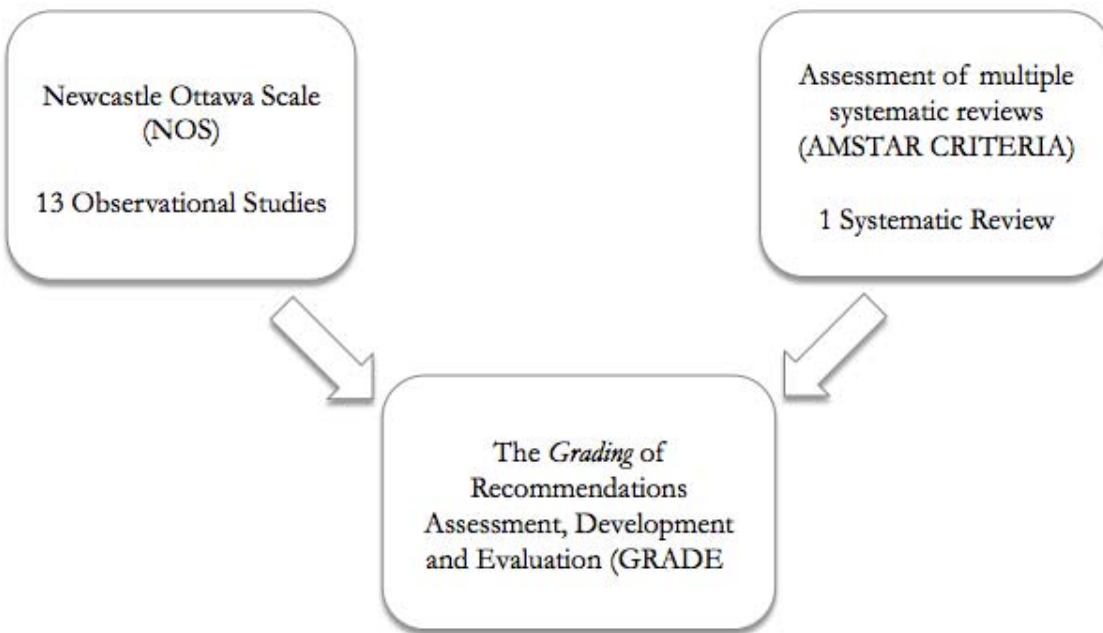 Newcastle Ottawa Scale
(NOS)
13 Observational Studies
Assessment of multiple
systematic reviews
(AMSTAR CRITERIA)
1 Systematic Review
The Grading of
Recommendations
Assessment, Development
and Evaluation (GRADE